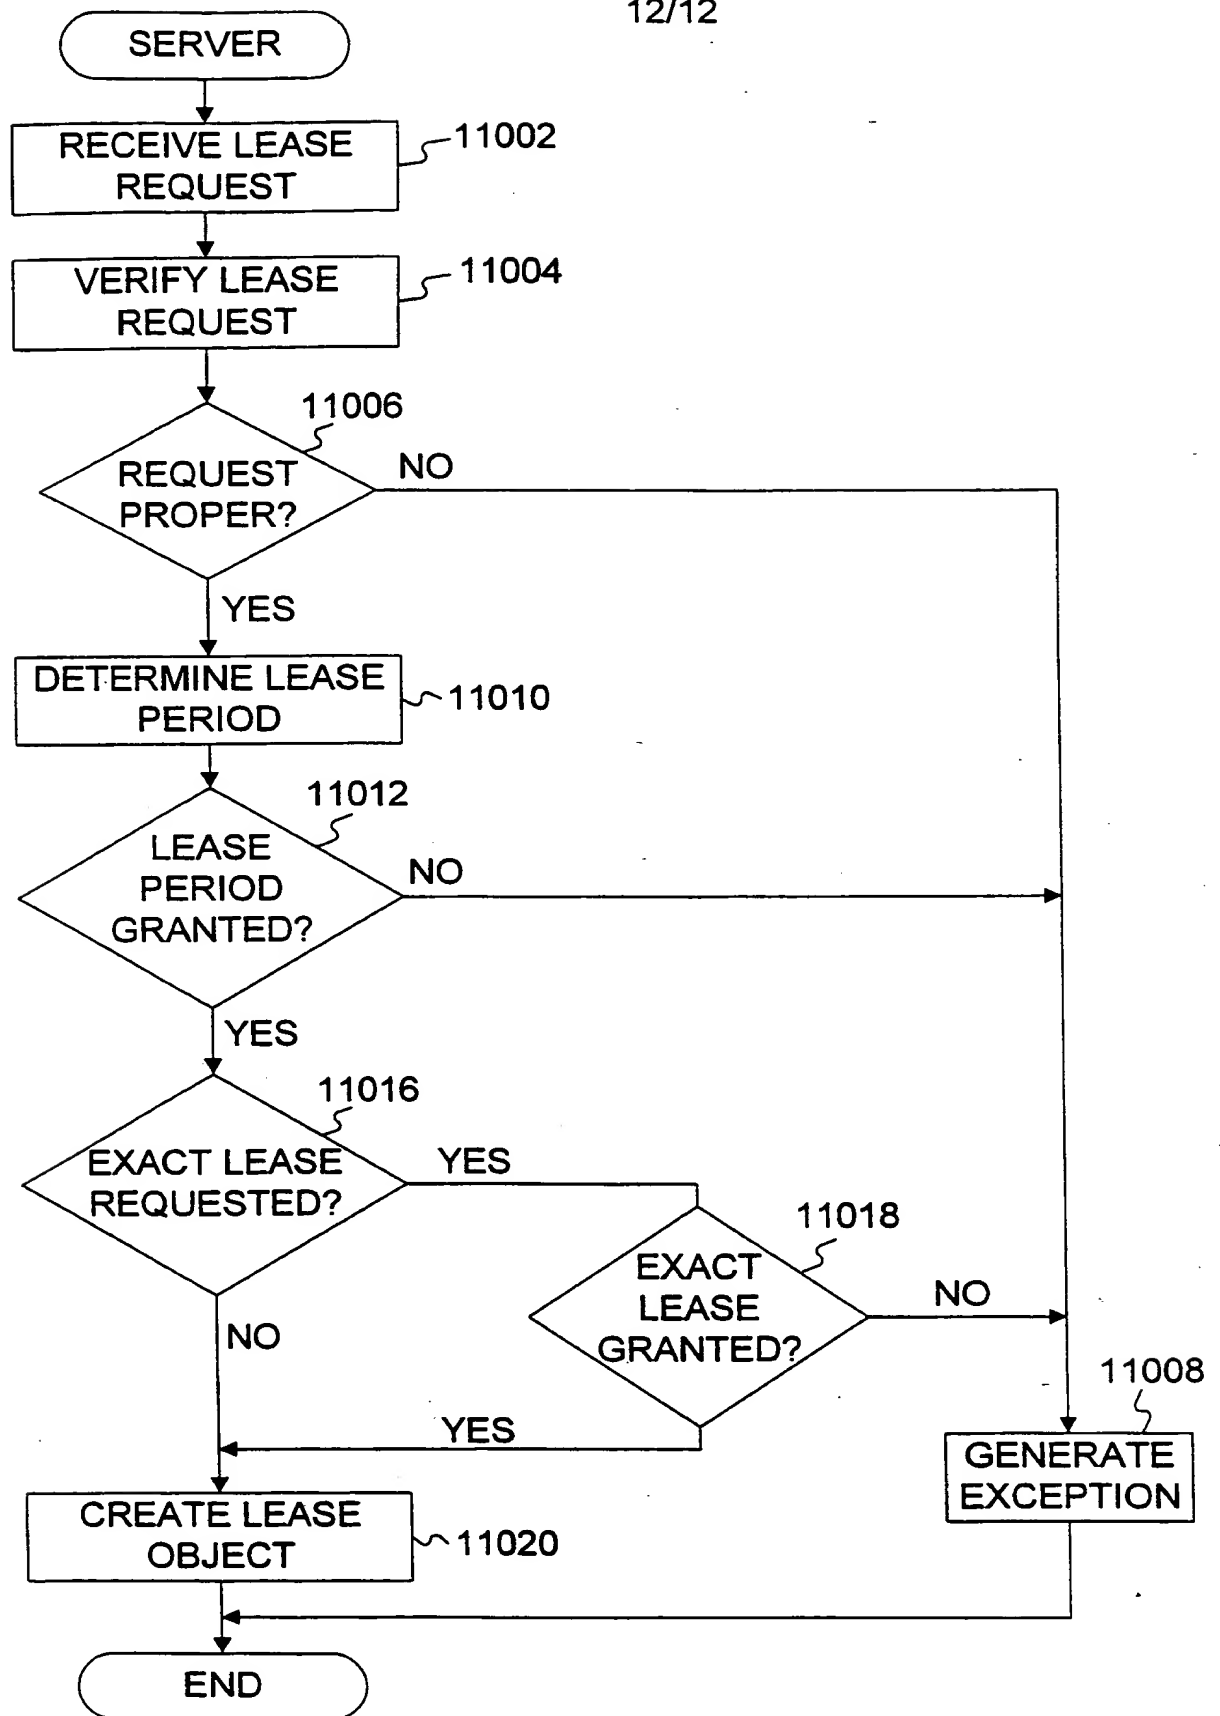 12/12
SERVER
RECEIVE LEASE
REQUEST
11002
VERIFY LEASE
REQUEST
11004
11006
REQUEST
PROPER?
NO
YES
DETERMINE LEASE
PERIOD
11010
11012
LEASE
PERIOD
GRANTED?
NO
YES
11016
EXACT LEASE
REQUESTED?
YES
11018
EXACT
LEASE
GRANTED?
NO
NO
YES
11008
GENERATE
EXCEPTION
CREATE LEASE
OBJECT
11020
END